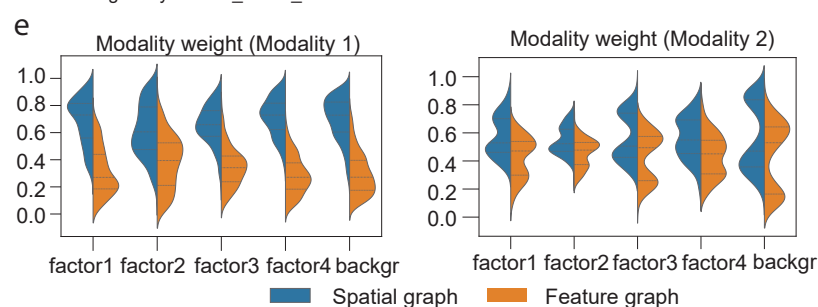 e
Modality weight (Modality 1)
1.0
0.8
0.6
0.4
0.2
0.0
factor1 factor2 factor3 factor4 backgr
Modality weight (Modality 2)
1.0
0.8
0.6
0.4
0.2
0.0
factor1 factor2 factor3 factor4 backgr
Spatial graph Feature graph